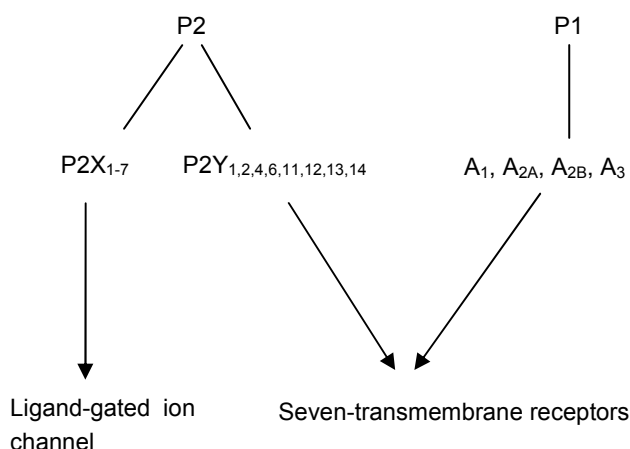 P2 P1
P2X₁₋₇ P2Y₁,₂,₄,₆,₁₁,₁₂,₁₃,₁₄ A₁, A₂A, A₂B, A₃
Ligand-gated ion Seven-transmembrane receptors
channel